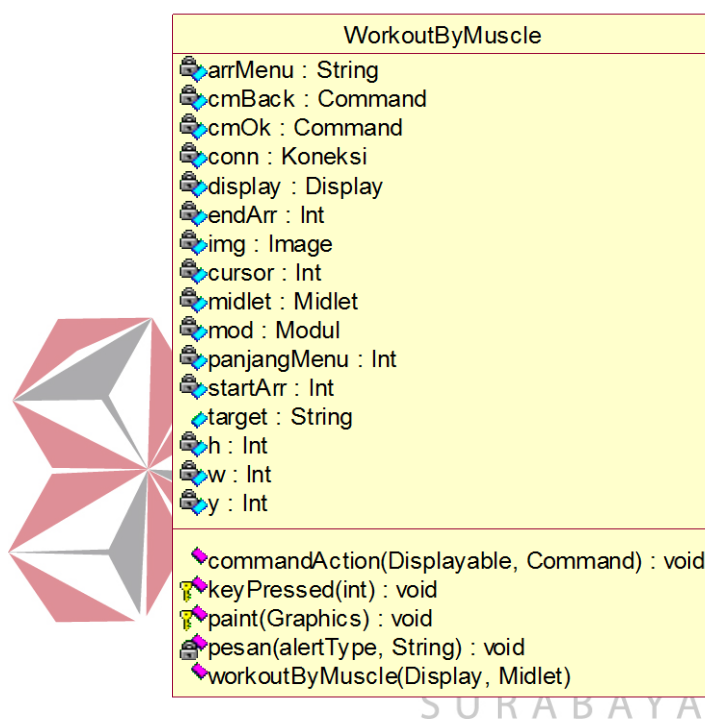 WorkoutByMuscle
arrMenu : String
cmBack : Command
cmOk : Command
conn : Koneksi
display : Display
endArr : Int
img : Image
cursor : Int
midlet : Midlet
mod : Modul
panjangMenu : Int
startArr : Int
target : String
h : Int
w : Int
y : Int
commandAction(Displayable, Command) : void
keyPressed(int) : void
paint(Graphics) : void
pesan(alertType, String) : void
workoutByMuscle(Display, Midlet)
SURABAYA